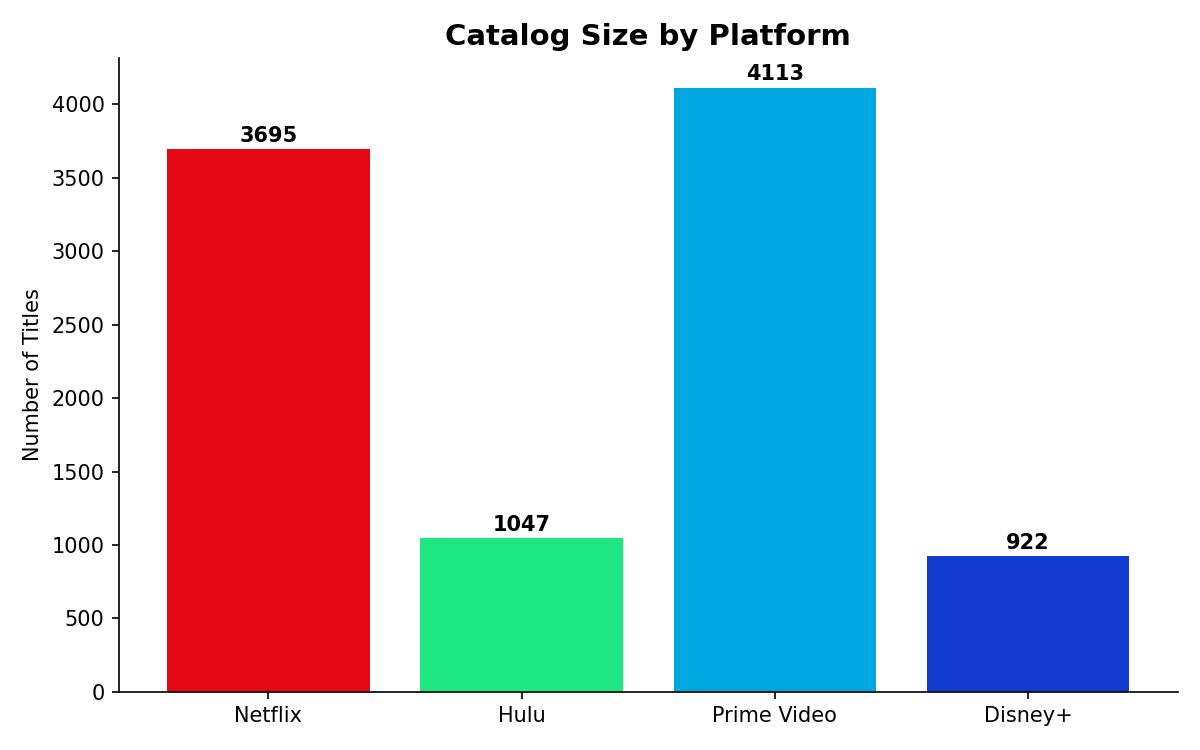 Catalog Size by Platform
Number of Titles
4000
3500
3000
2500
2000
1500
1000
500
0
3695
1047
4113
922
Netflix
Hulu
Prime Video
Disney+